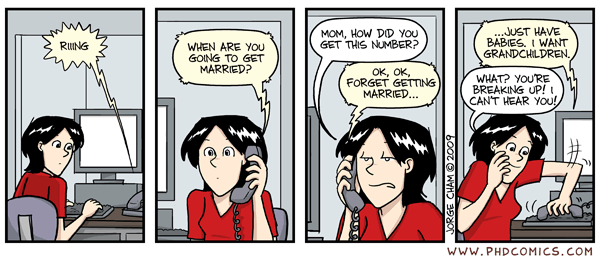 RIIING
WHEN ARE YOU
GOING TO GET
MARRIED?
MOM, HOW DID YOU
GET THIS NUMBER?
OK, OK,
FORGET GETTING
MARRIED...
...JUST HAVE
BABIES. I WANT
GRANDCHILDREN.
WHAT? YOU'RE
BREAKING UP! I
CAN'T HEAR YOU!
JORGE CHAM © 2009
WWW.PHDCOMICS.COM